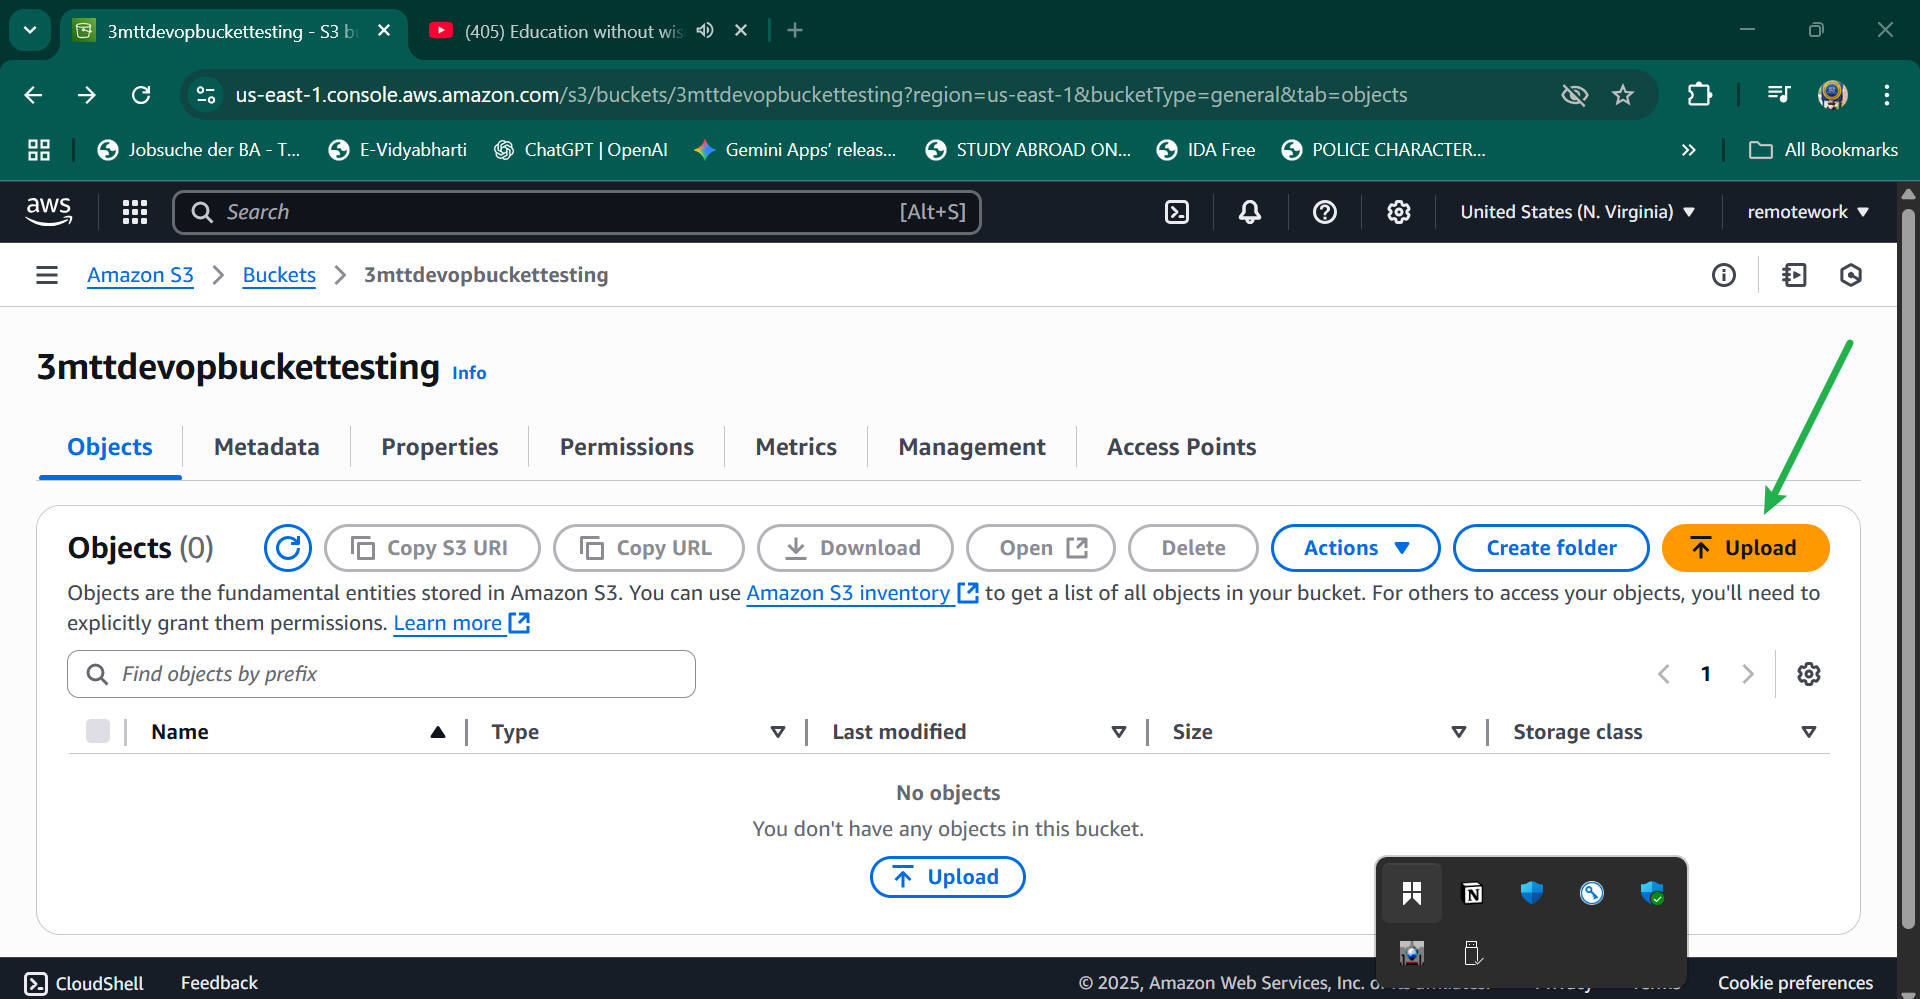 3mttdevopbuckettesting - S3 b
(405) Education without wis
us-east-1.console.aws.amazon.com/s3/buckets/3mttdevopbuckettesting?region=us-east-1&bucketType=general&tab=objects
Jobsuche der BA - T...
E-Vidyabharti
ChatGPT | OpenAI
Gemini Apps’ releas...
STUDY ABROAD ON...
IDA Free
POLICE CHARACTER...
All Bookmarks
aws
Search
[Alt+S]
United States (N. Virginia)
remotework
Amazon S3
Buckets
3mttdevopbuckettesting
3mttdevopbuckettesting Info
Objects
Metadata
Properties
Permissions
Metrics
Management
Access Points
Objects (0)
Copy S3 URI
Copy URL
Download
Open
Delete
Actions
Create folder
Upload
Objects are the fundamental entities stored in Amazon S3. You can use Amazon S3 inventory to get a list of all objects in your bucket. For others to access your objects, you'll need to
explicitly grant them permissions. Learn more
Find objects by prefix
1
Name
Type
Last modified
Size
Storage class
No objects
You don't have any objects in this bucket.
Upload
CloudShell
Feedback
© 2025, Amazon Web Services, Inc.
Cookie preferences